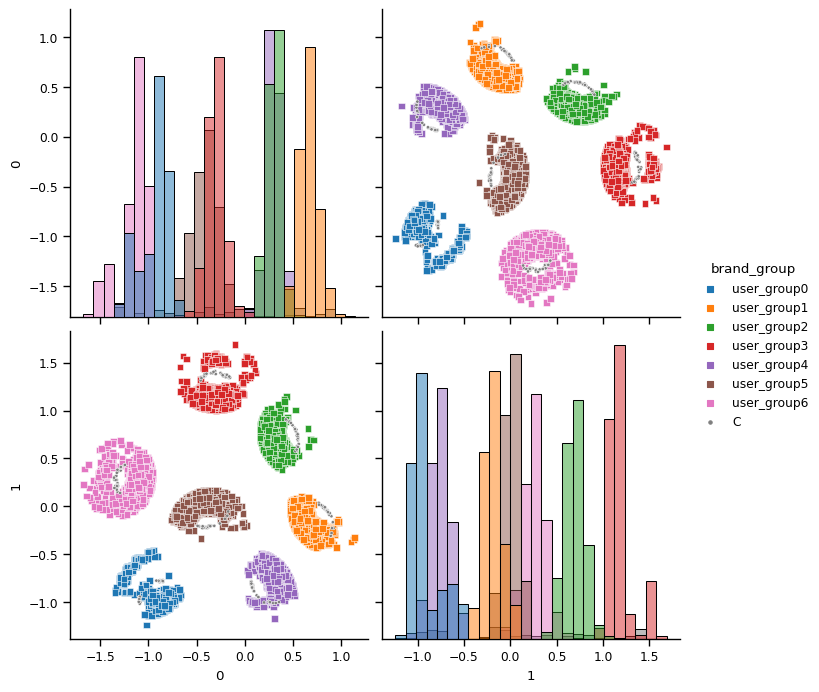 1.0
0.5
0.0
−0.5
−1.0
−1.5
0
1.5
1.0
0.5
0.0
−0.5
−1.0
1
−1.5 −1.0 −0.5 0.0 0.5 1.0
0
−1.0 −0.5 0.0 0.5 1.0 1.5
1
brand_group
user_group0
user_group1
user_group2
user_group3
user_group4
user_group5
user_group6
C